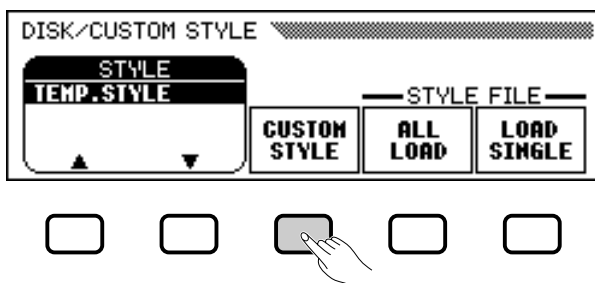 DISK/CUSTOM STYLE
STYLE
TEMP.STYLE
STYLE FILE
CUSTOM STYLE
ALL LOAD
LOAD SINGLE